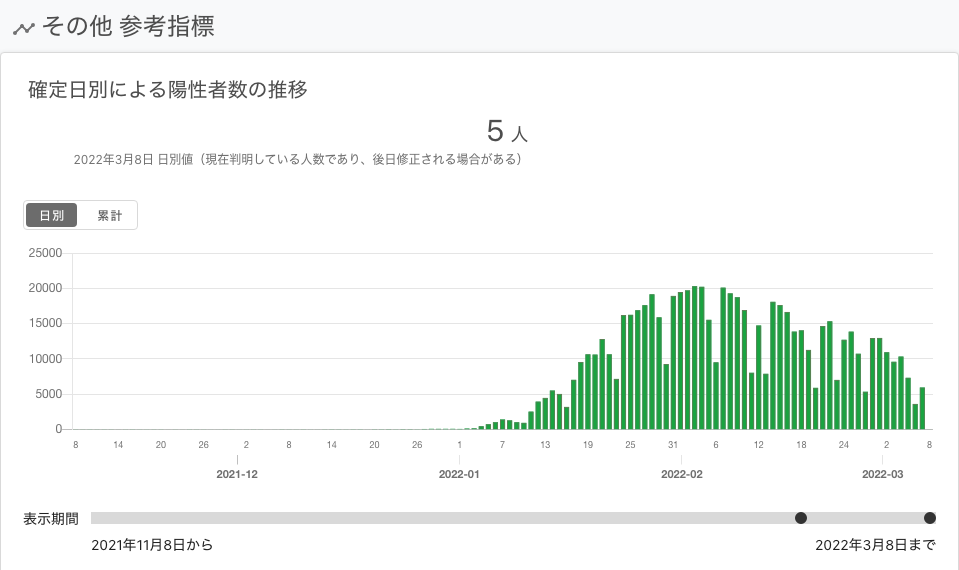 その他 参考指標
確定日別による陽性者数の推移
5 人
2022年3月8日 日別値（現在判明している人数であり、後日修正される場合がある）
日別 累計
25000
20000
15000
10000
5000
0
8 14 20 26 2 8 14 20 26 1 7 13 19 25 31 6 12 18 24 2 8
2021-12 2022-01 2022-02 2022-03
表示期間
2021年11月8日から 2022年3月8日まで